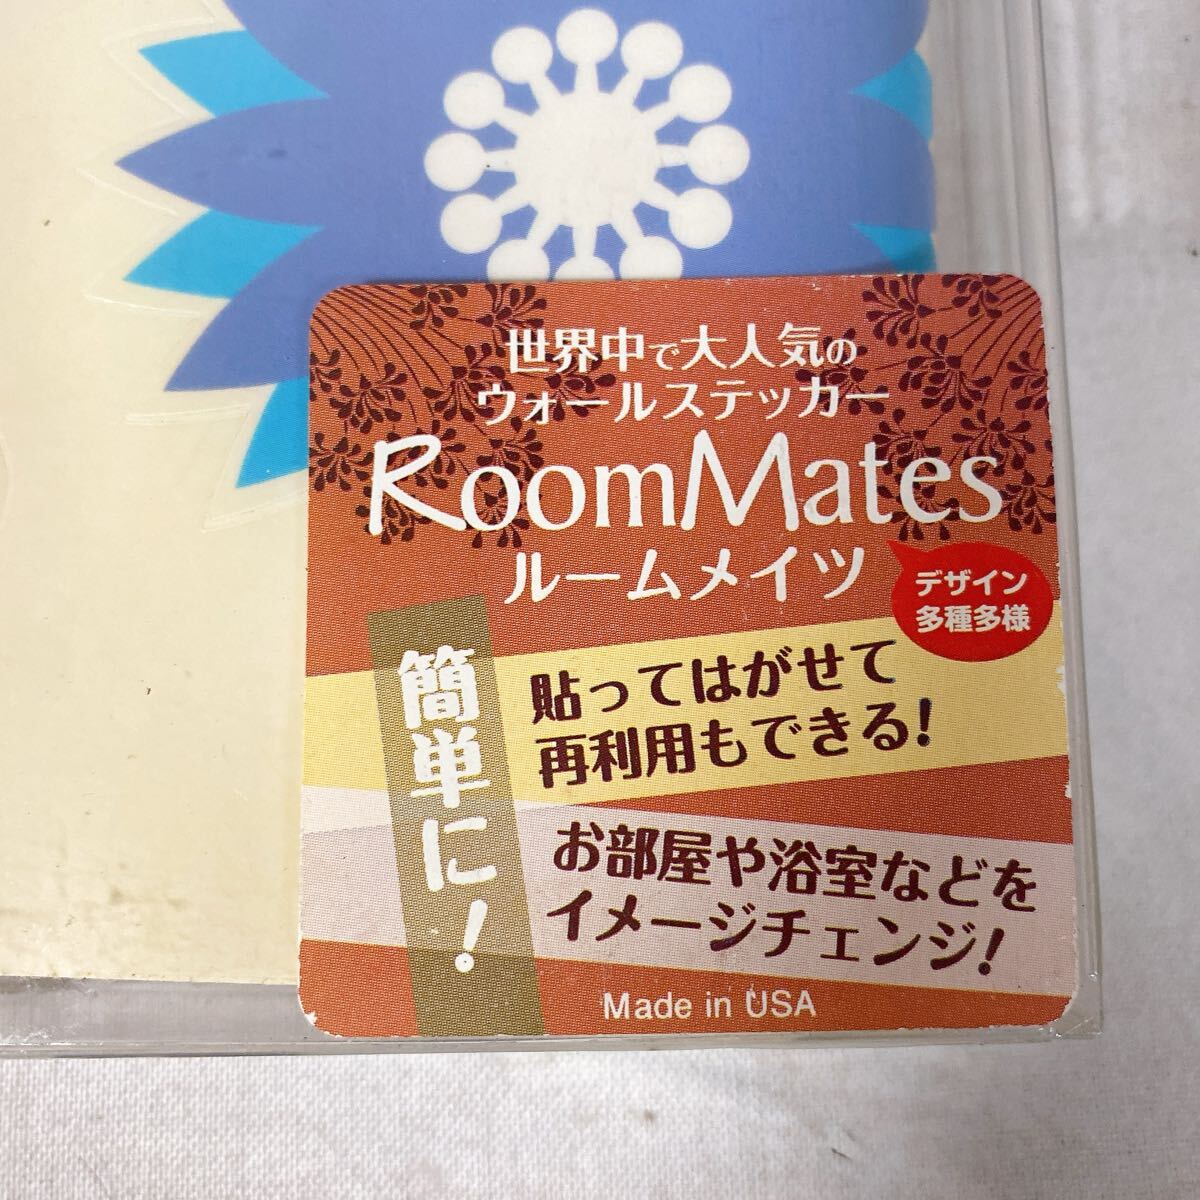 世界中で大人気の
ウォールステッカー
RoomMates
ルームメイツ
デザイン
多種多様
簡単に!
貼ってはがせて
再利用もできる!
お部屋や浴室などを
イメージチェンジ!
Made in USA